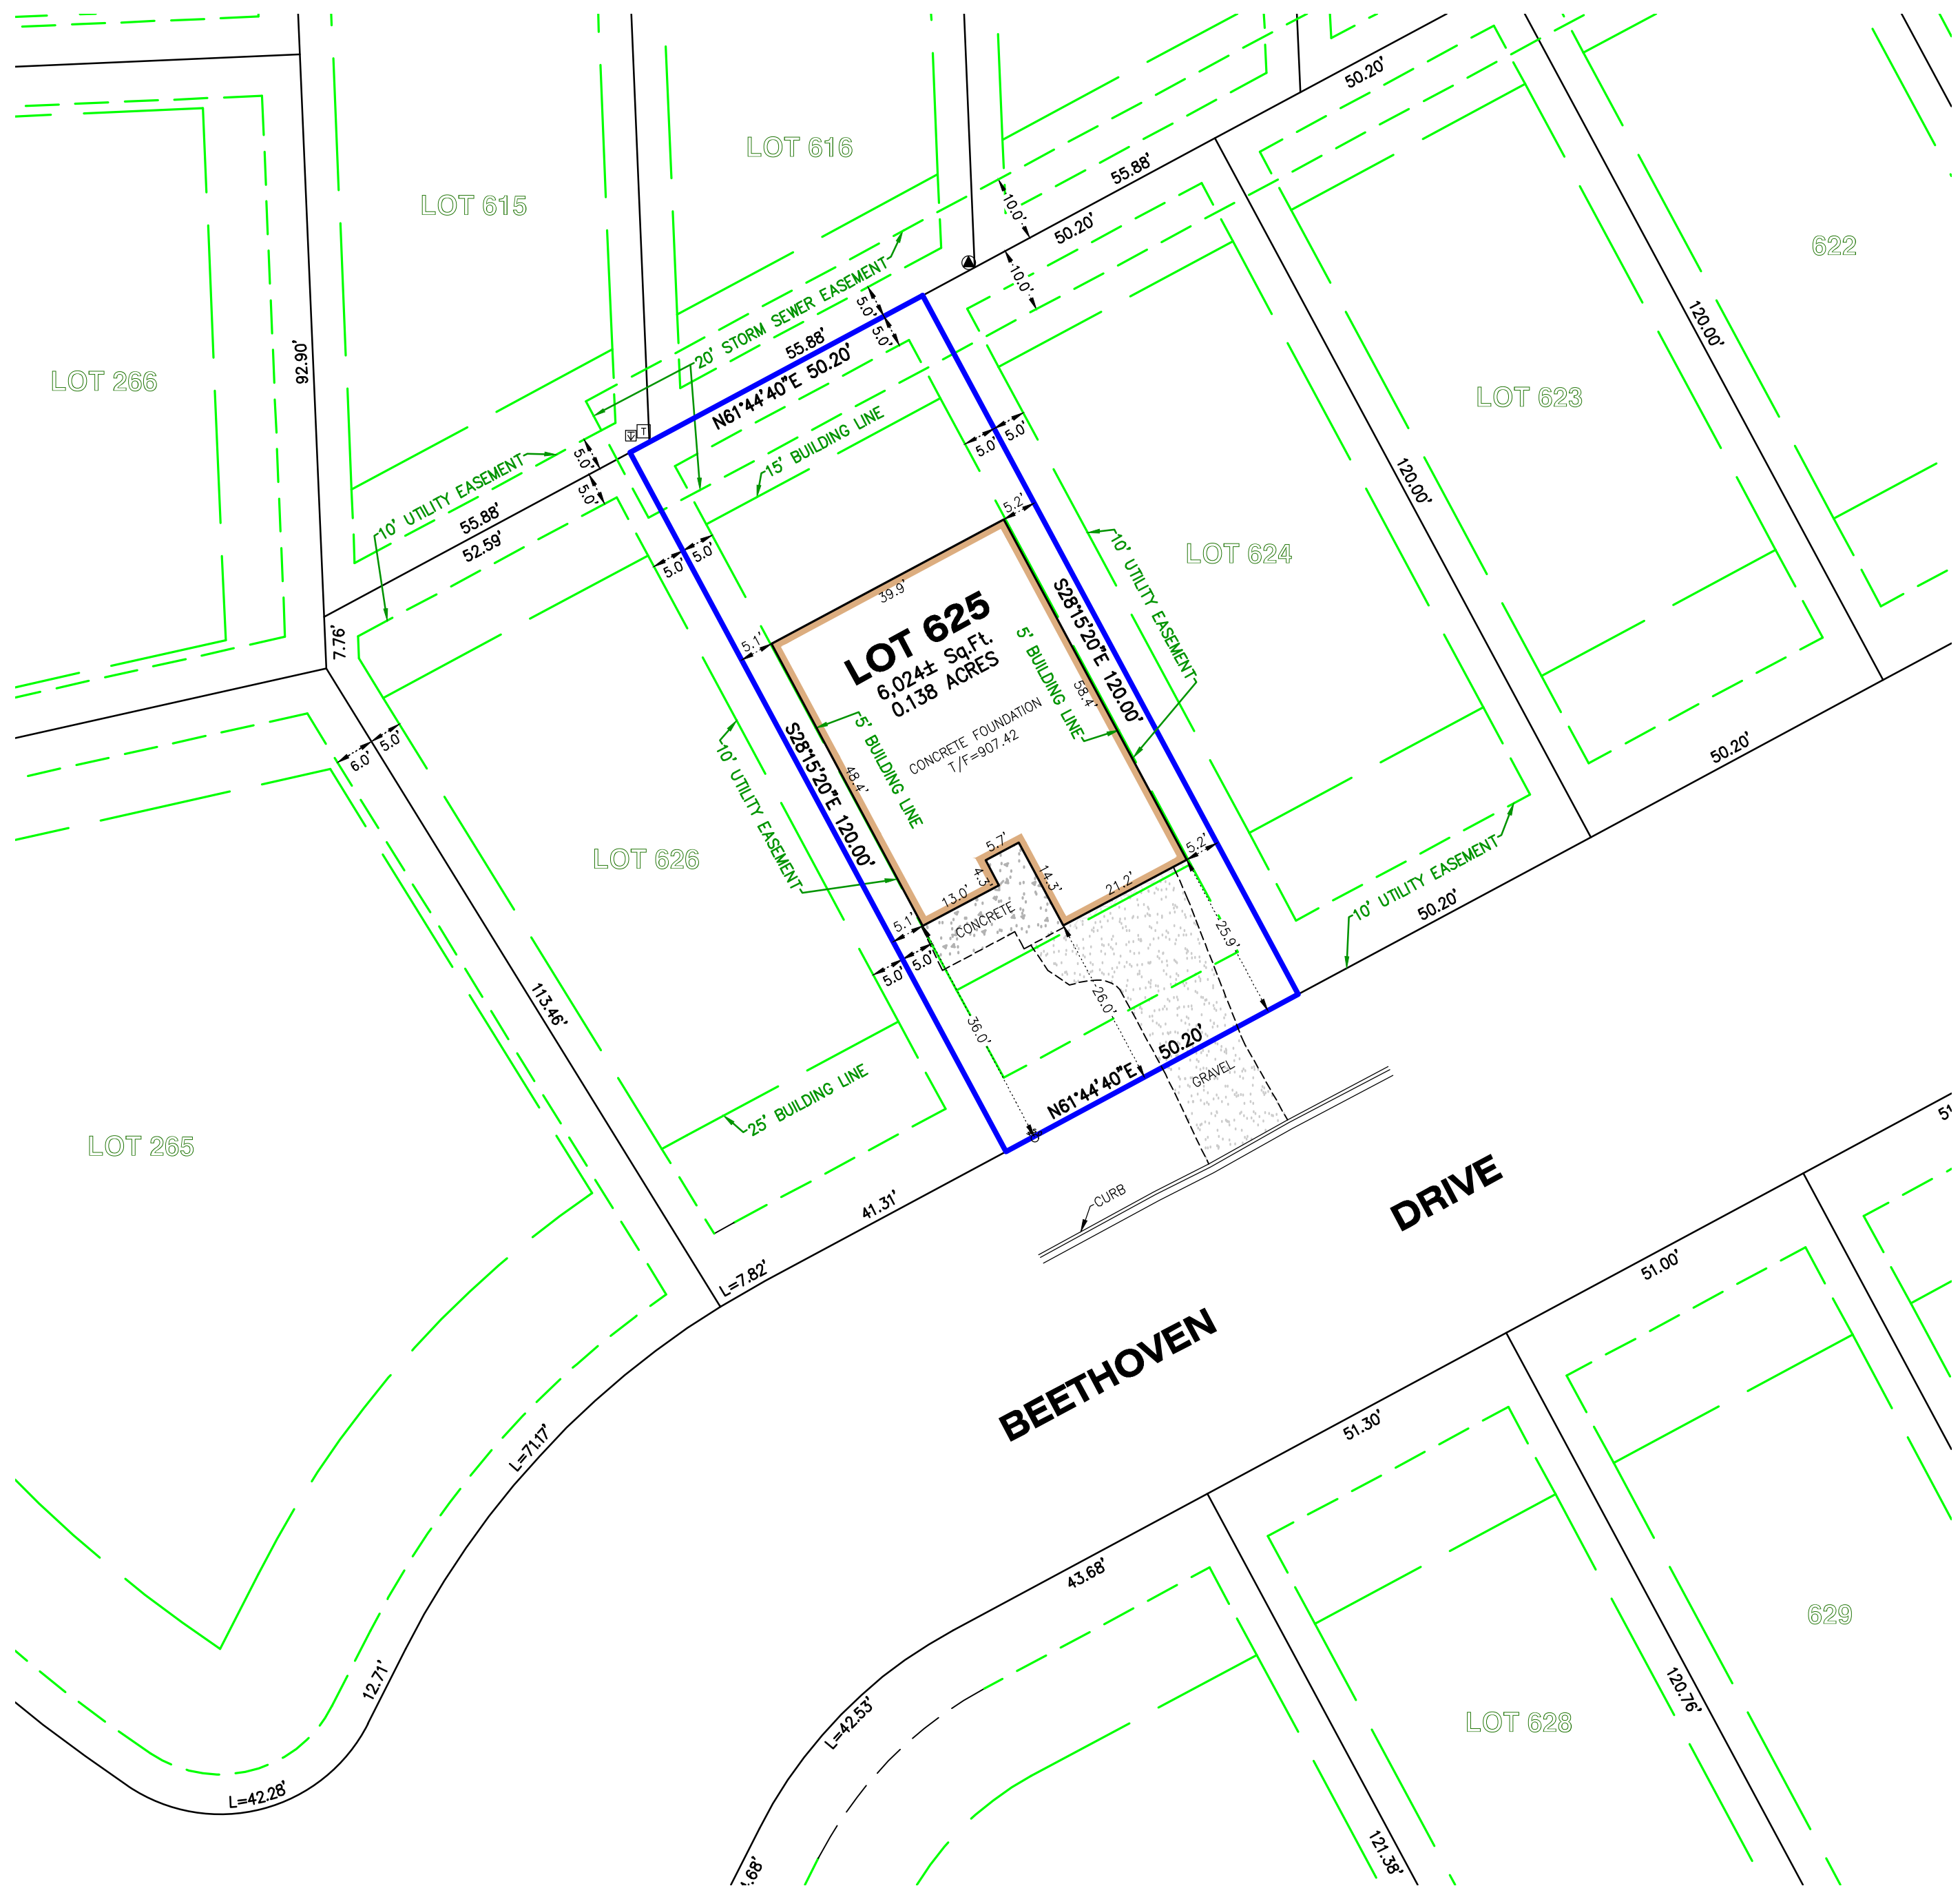 50.20'
LOT 616
55.88'
LOT 615
10.0'
50.20'
622
20' STORM SEWER EASEMENT
5.0'
10.0'
120.00'
92.90'
LOT 266
55.88'
5.0'
N61°44'40"E 50.20'
LOT 623
15' BUILDING LINE
5.0'
5.0'
T
10' UTILITY EASEMENT
5.0'
5.0'
120.00'
55.88'
52.59'
5.2'
5.0'
5.0'
10' UTILITY EASEMENT
LOT 624
39.9'
LOT 625
6,024± Sq.Ft.
0.138 ACRES
7.76'
5.1'
5' BUILDING LINE
58.4'
S28°15'20"E 120.00'
CONCRETE FOUNDATION
T/F=907.42
6.0'
5.0'
10' UTILITY EASEMENT
S28°15'20"E 120.00'
48.4'
5' BUILDING LINE
50.20'
LOT 626
5.7'
4.3'
14.3'
5.2'
13.0'
21.2'
5.1'
CONCRETE
10' UTILITY EASEMENT
50.20'
25.9'
5.0'
5.0'
26.0'
36.0'
113.46'
N61°44'40"E
50.20'
GRAVEL
25' BUILDING LINE
LOT 265
CURB
41.31'
L=7.82'
BEETHOVEN
DRIVE
51.00'
51.30'
L=71.17'
43.68'
629
12.71'
L=42.53'
LOT 628
120.76'
L=42.28'
121.38'